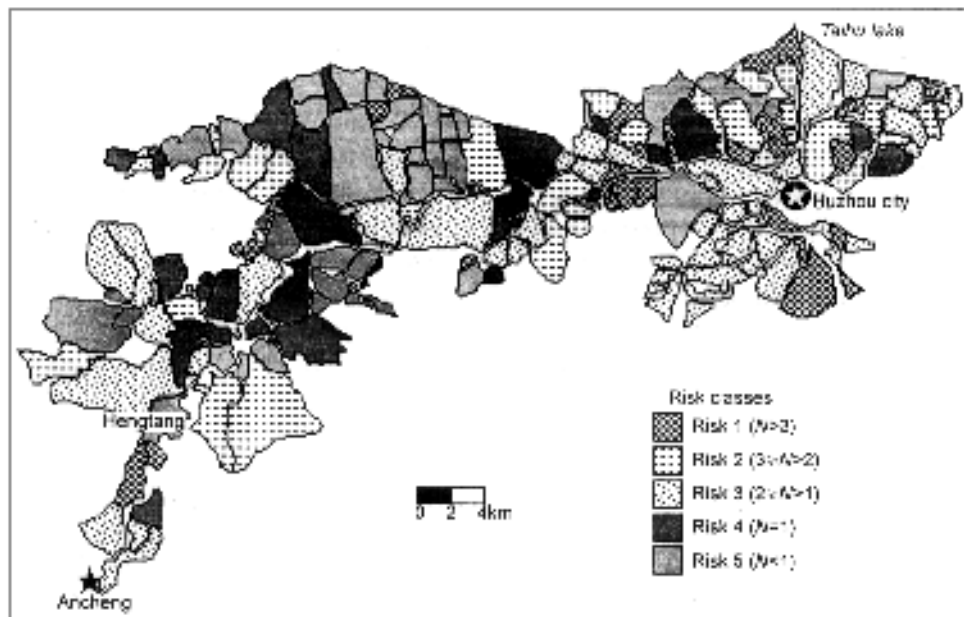 Taihu lake
Huzhou city
Hengtang
Risk classes
Risk 1 (N>3)
Risk 2 (3≥N>2)
Risk 3 (2≥N>1)
Risk 4 (N=1)
Risk 5 (N<1)
0 2 4km
Ancheng